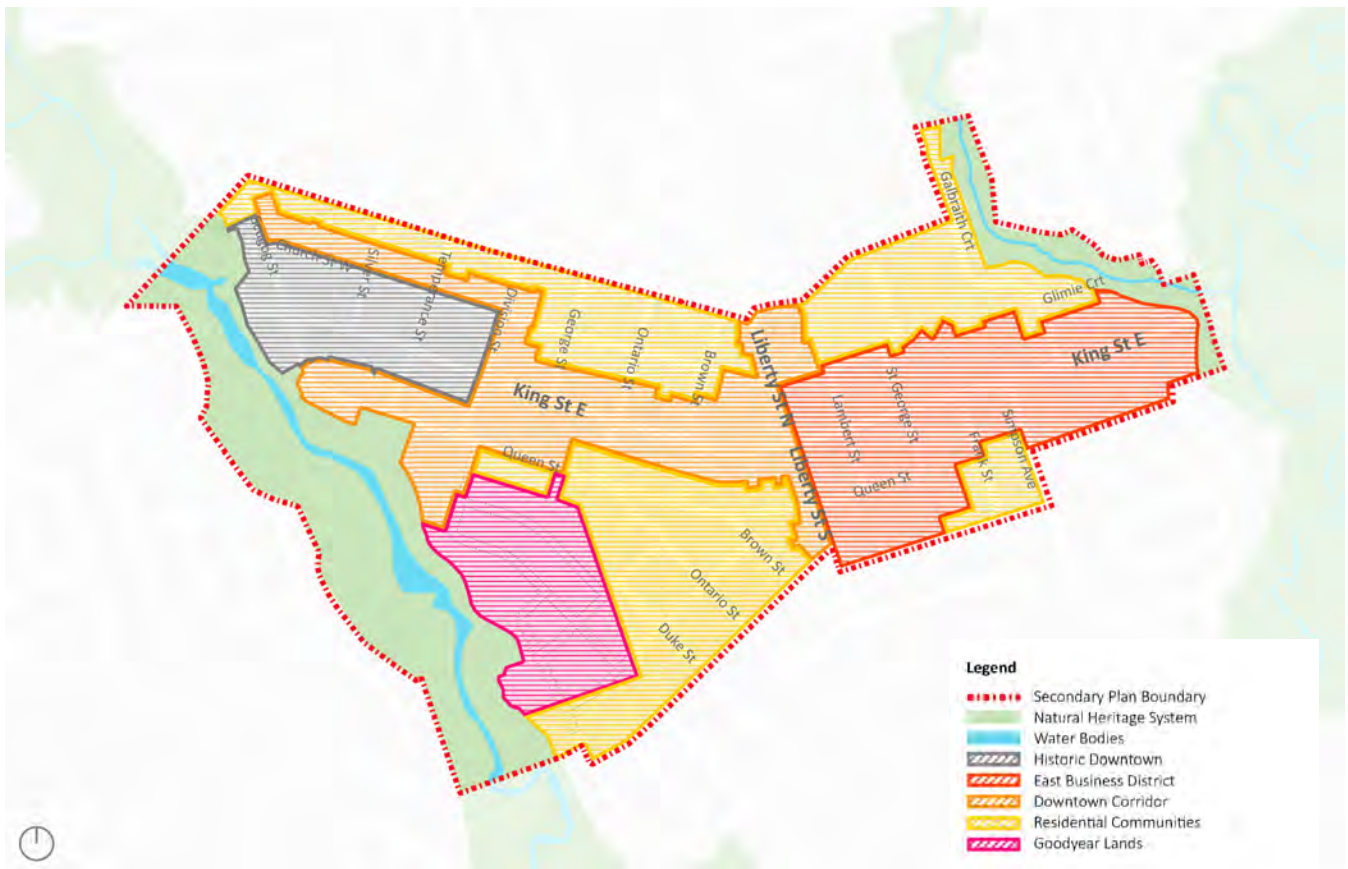 Galbraith Crt
Scugog St
Church St W
Silver St
Temperance St
Division St
George St
Ontario St
Brown St
Liberty St N
Glimie Crt
King St E
King St E
Lambert St
St George St
Frank St
Simpson Ave
Queen St
Queen St
Liberty St S
Brown St
Ontario St
Duke St
Legend
Secondary Plan Boundary
Natural Heritage System
Water Bodies
Historic Downtown
East Business District
Downtown Corridor
Residential Communities
Goodyear Lands